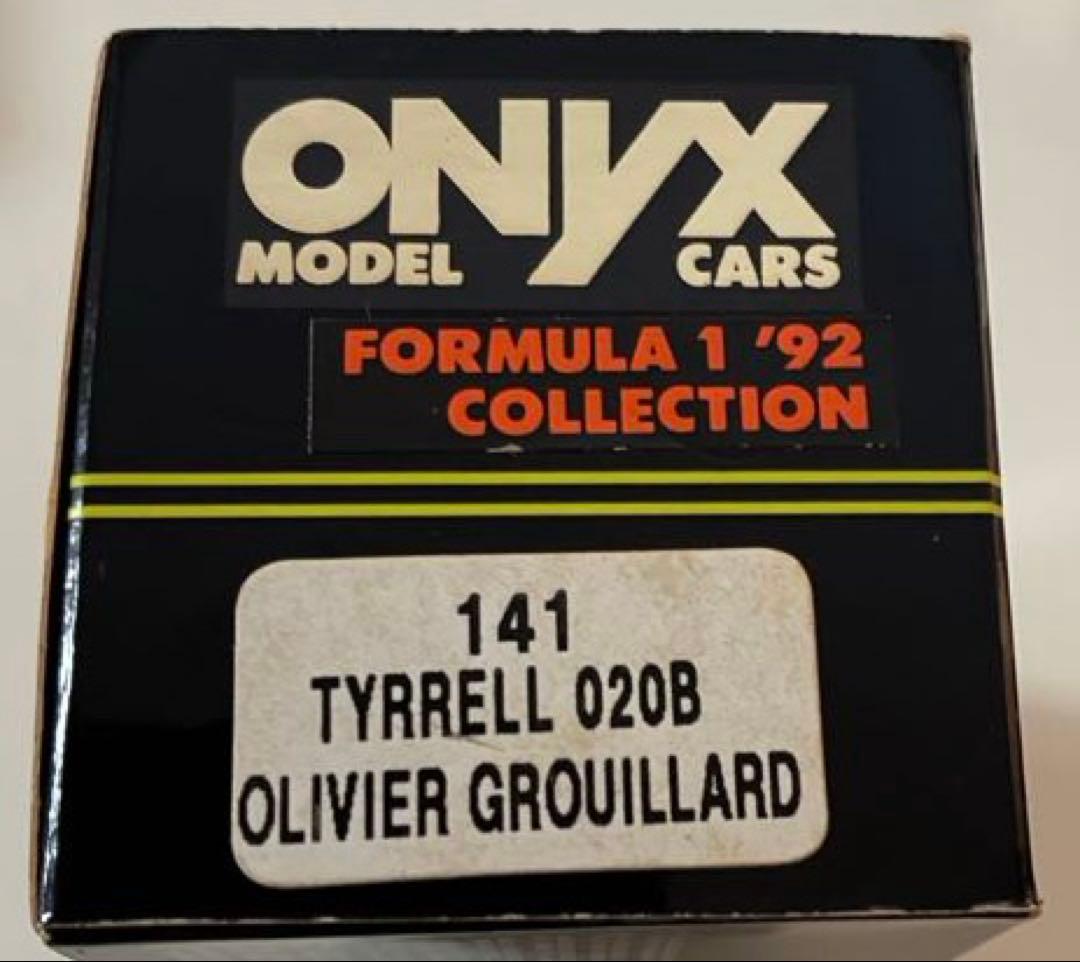 ONYX
MODEL CARS
FORMULA 1 '92
COLLECTION
141
TYRRELL 020B
OLIVIER GROUILLARD